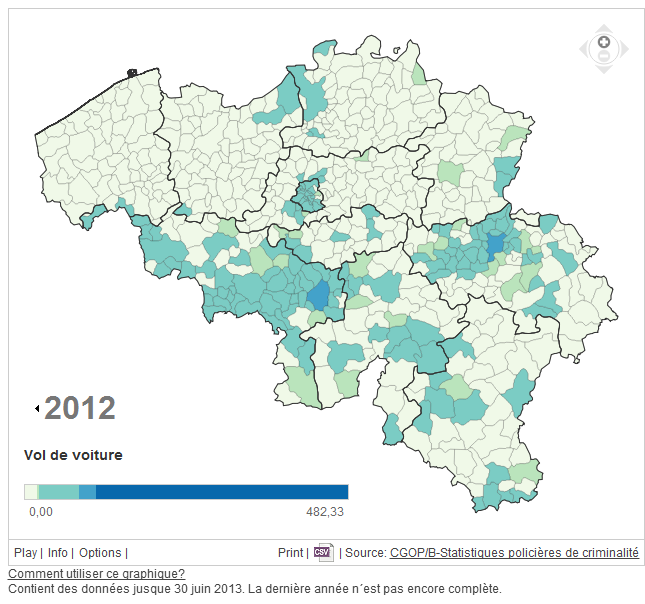 2012
Vol de voiture
0,00 482,33
Play | Info | Options | Print | CSV | Source: CGOP/B-Statistiques policières de criminalité
Comment utiliser ce graphique?
Contient des données jusque 30 juin 2013. La dernière année n´est pas encore complète.